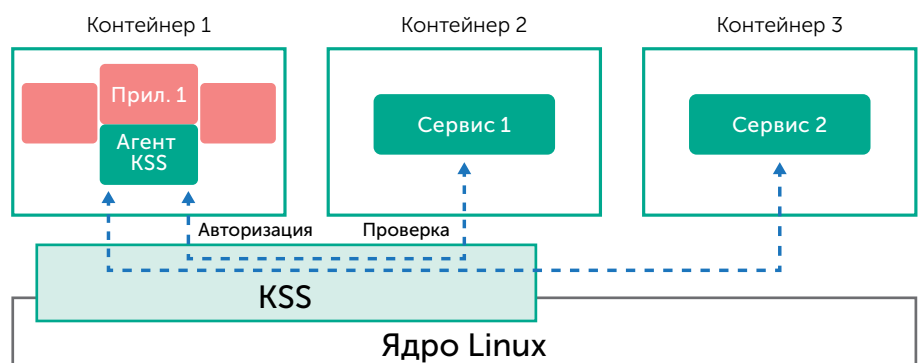 Контейнер 1
Контейнер 2
Контейнер 3
Прил. 1
Агент
KSS
Сервис 1
Сервис 2
Авторизация
Проверка
KSS
Ядро Linux